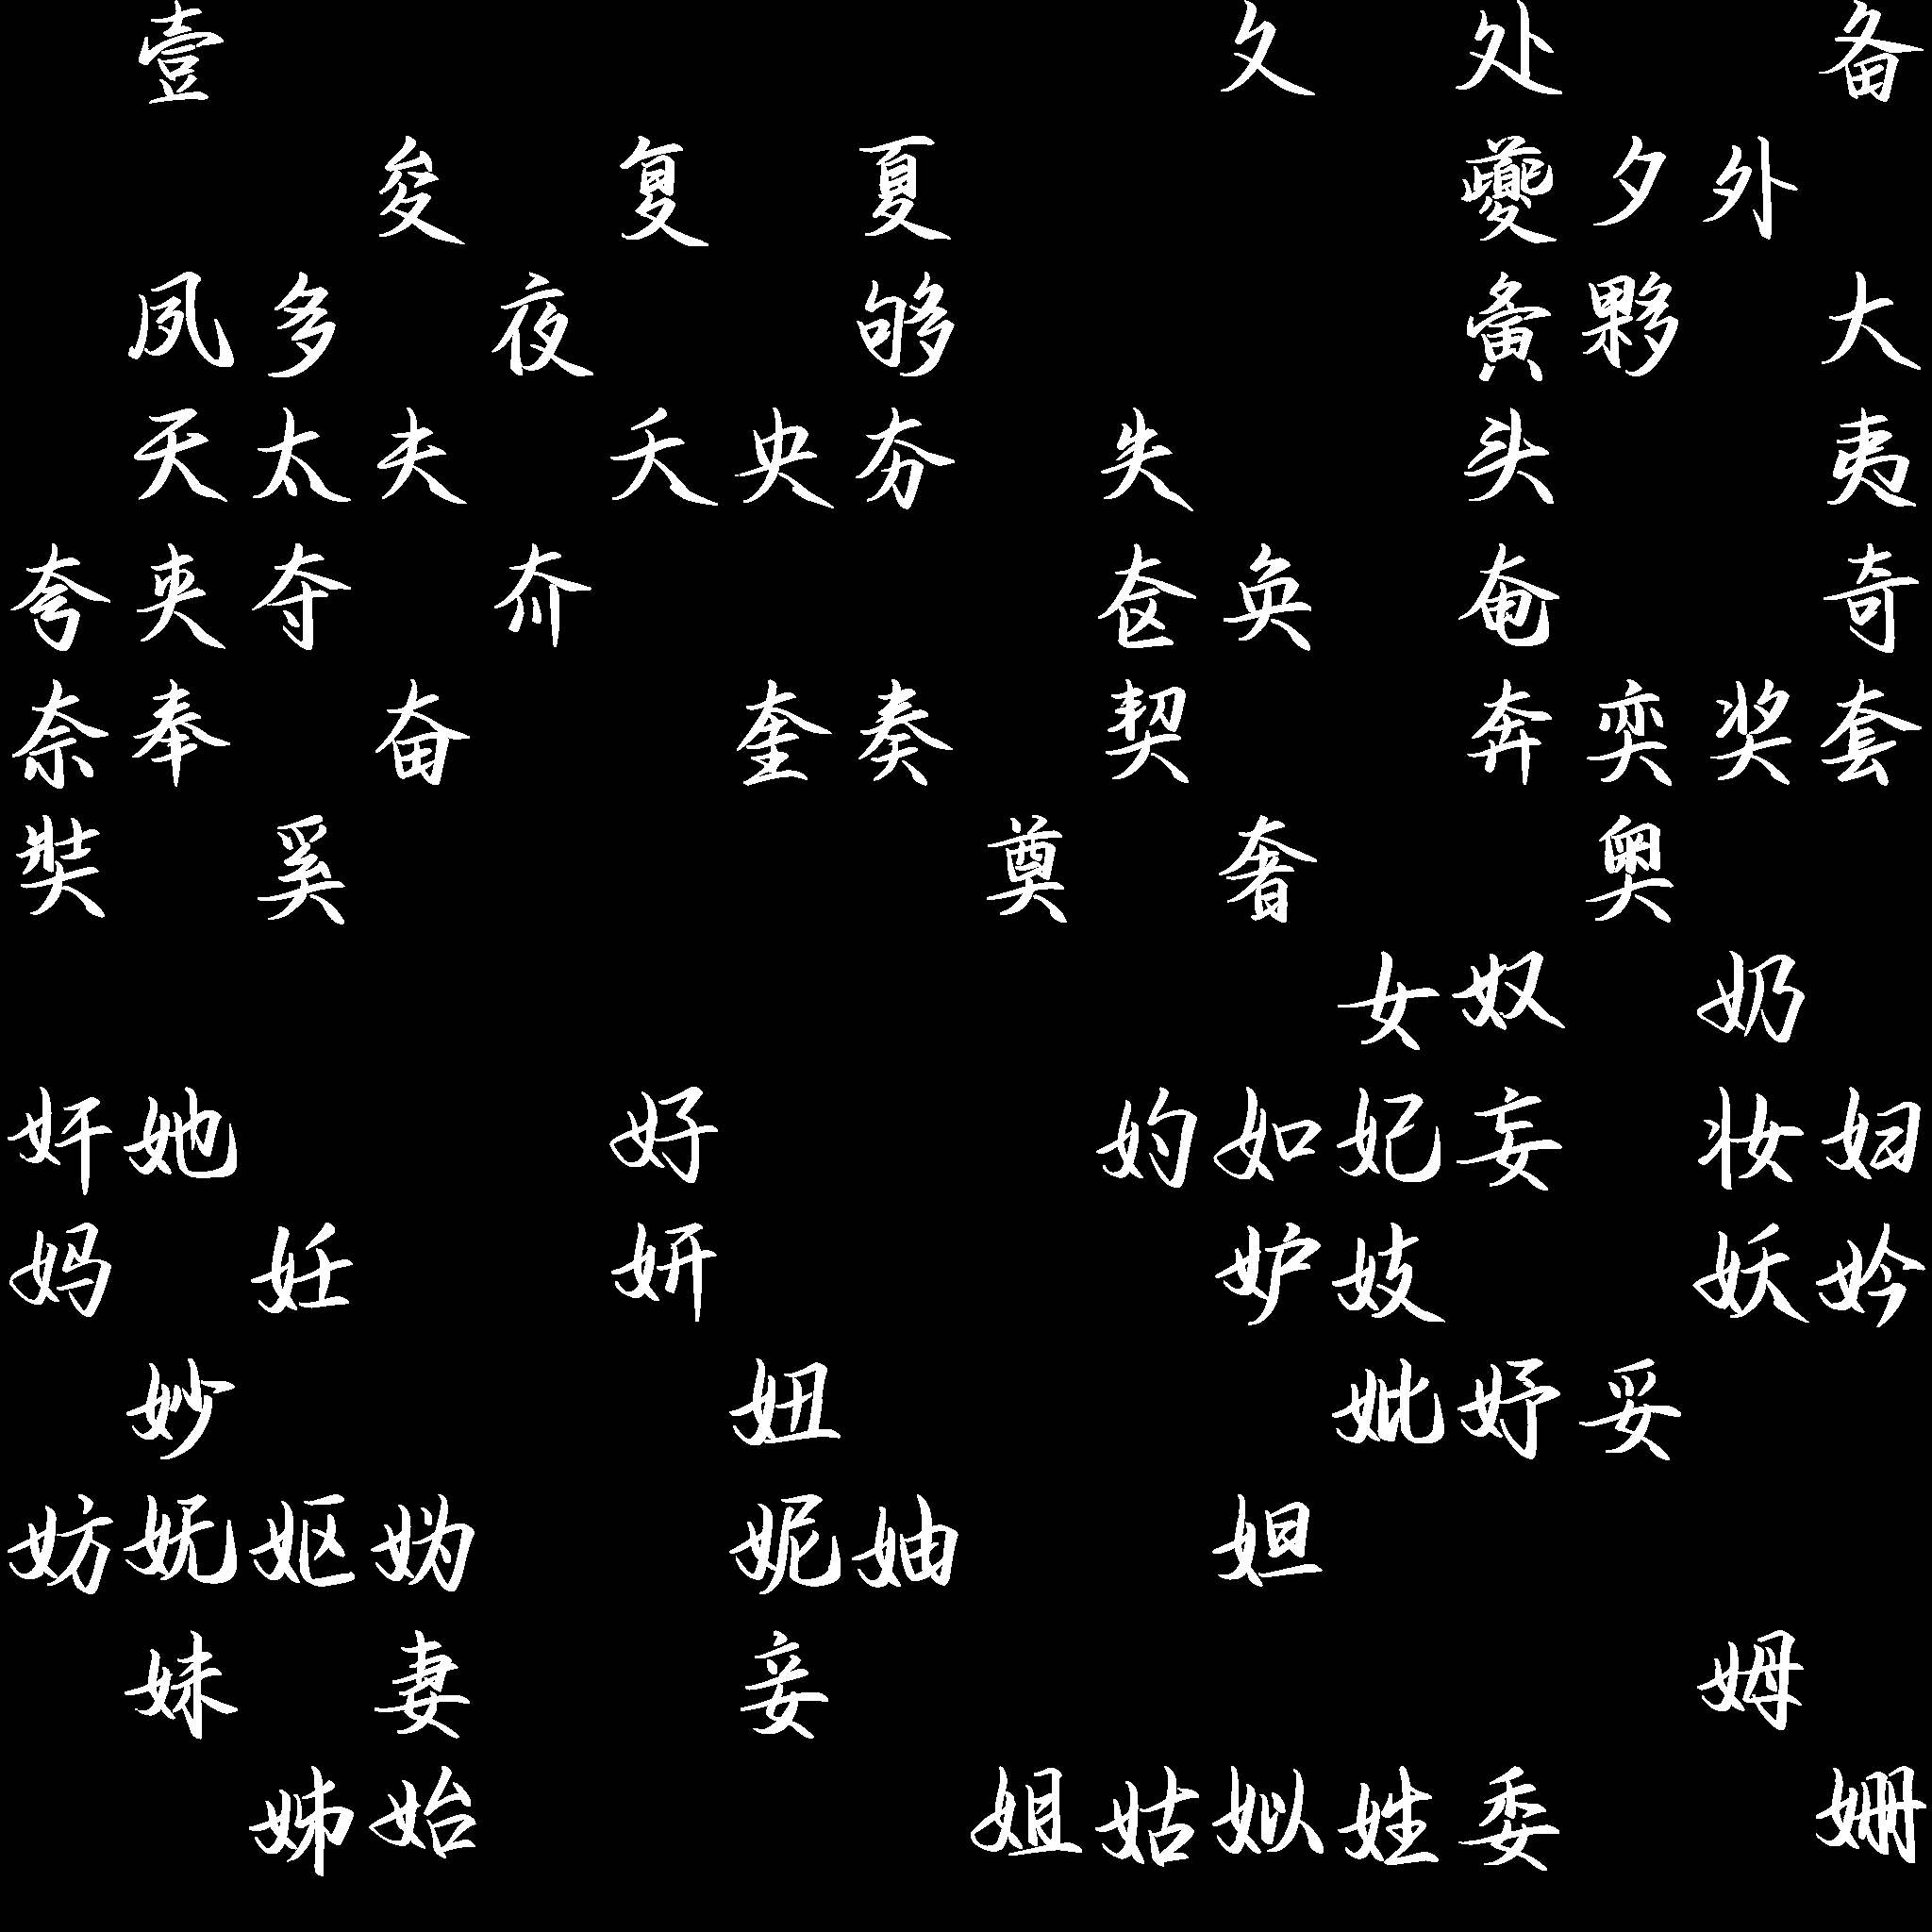 壹 夂 处 备
夋 复 夏 夔 夕 外
夙 多 夜 够 夤 夥 大
天 太 夫 夭 央 夯 失 头 夷
夸 夹 夺 夼 奁 奂 奄 奇
奈 奉 奋 奎 奏 契 奔 奕 奖 套
奘 奚 奠 奢 奥
女 奴 奶
奸 她 好 妁 如 妃 妄 妆 妇
妈 妊 妍 妒 妓 妖 妗
妙 妞 妣 妤 妥
妨 妩 妪 妫 妮 妯 妲
妹 妻 妾 姆
姊 始 姐 姑 姒 姓 委 姗